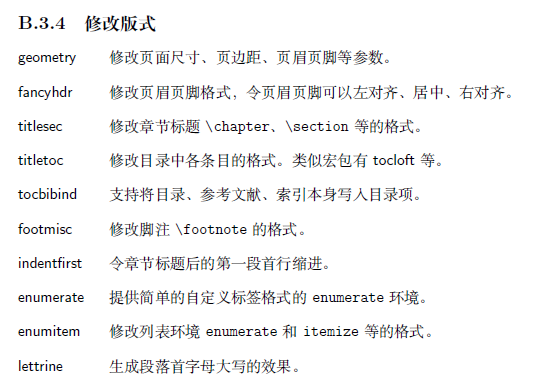 B.3.4 修改版式
geometry 修改页面尺寸、页边距、页眉页脚等参数。
fancyhdr 修改页眉页脚格式，令页眉页脚可以左对齐、居中、右对齐。
titlesec 修改章节标题 \chapter、\section 等的格式。
titletoc 修改目录中各条目的格式。类似宏包有 tocloft 等。
tocbibind 支持将目录、参考文献、索引本身写入目录项。
footmisc 修改脚注 \footnote 的格式。
indentfirst 令章节标题后的第一段首行缩进。
enumerate 提供简单的自定义标签格式的 enumerate 环境。
enumitem 修改列表环境 enumerate 和 itemize 等的格式。
lettrine 生成段落首字母大写的效果。